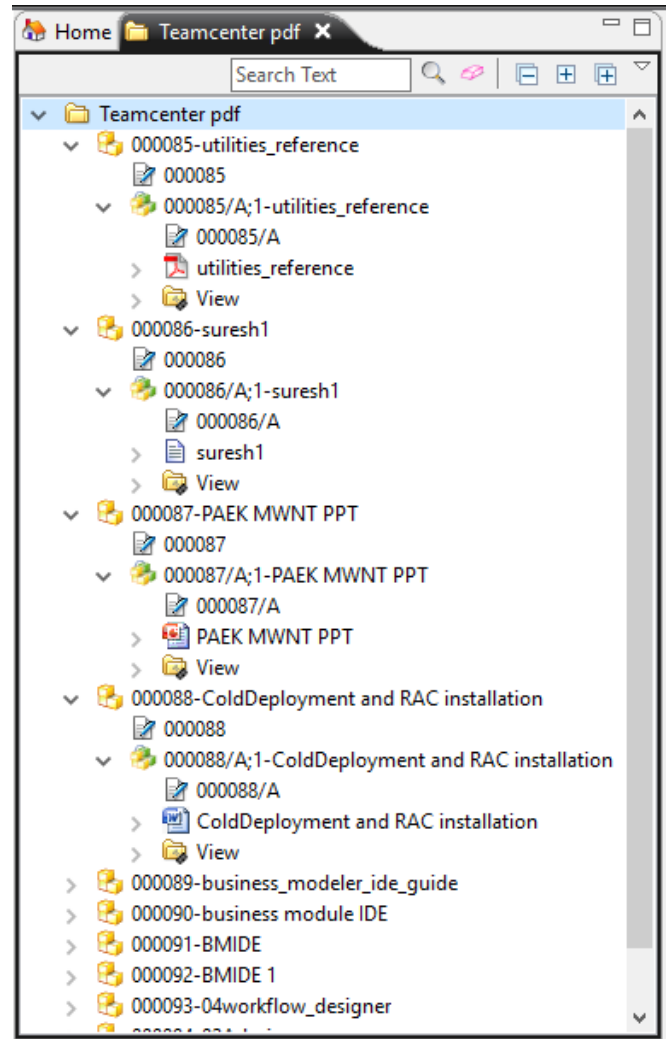 Home Teamcenter pdf
Search Text
Teamcenter pdf
000085-utilities_reference
000085
000085/A;1-utilities_reference
000085/A
utilities_reference
View
000086-suresh1
000086
000086/A;1-suresh1
000086/A
suresh1
View
000087-PAEK MWNT PPT
000087
000087/A;1-PAEK MWNT PPT
000087/A
PAEK MWNT PPT
View
000088-ColdDeployment and RAC installation
000088
000088/A;1-ColdDeployment and RAC installation
000088/A
ColdDeployment and RAC installation
View
000089-business_modeler_ide_guide
000090-business module IDE
000091-BMIDE
000092-BMIDE 1
000093-04workflow_designer